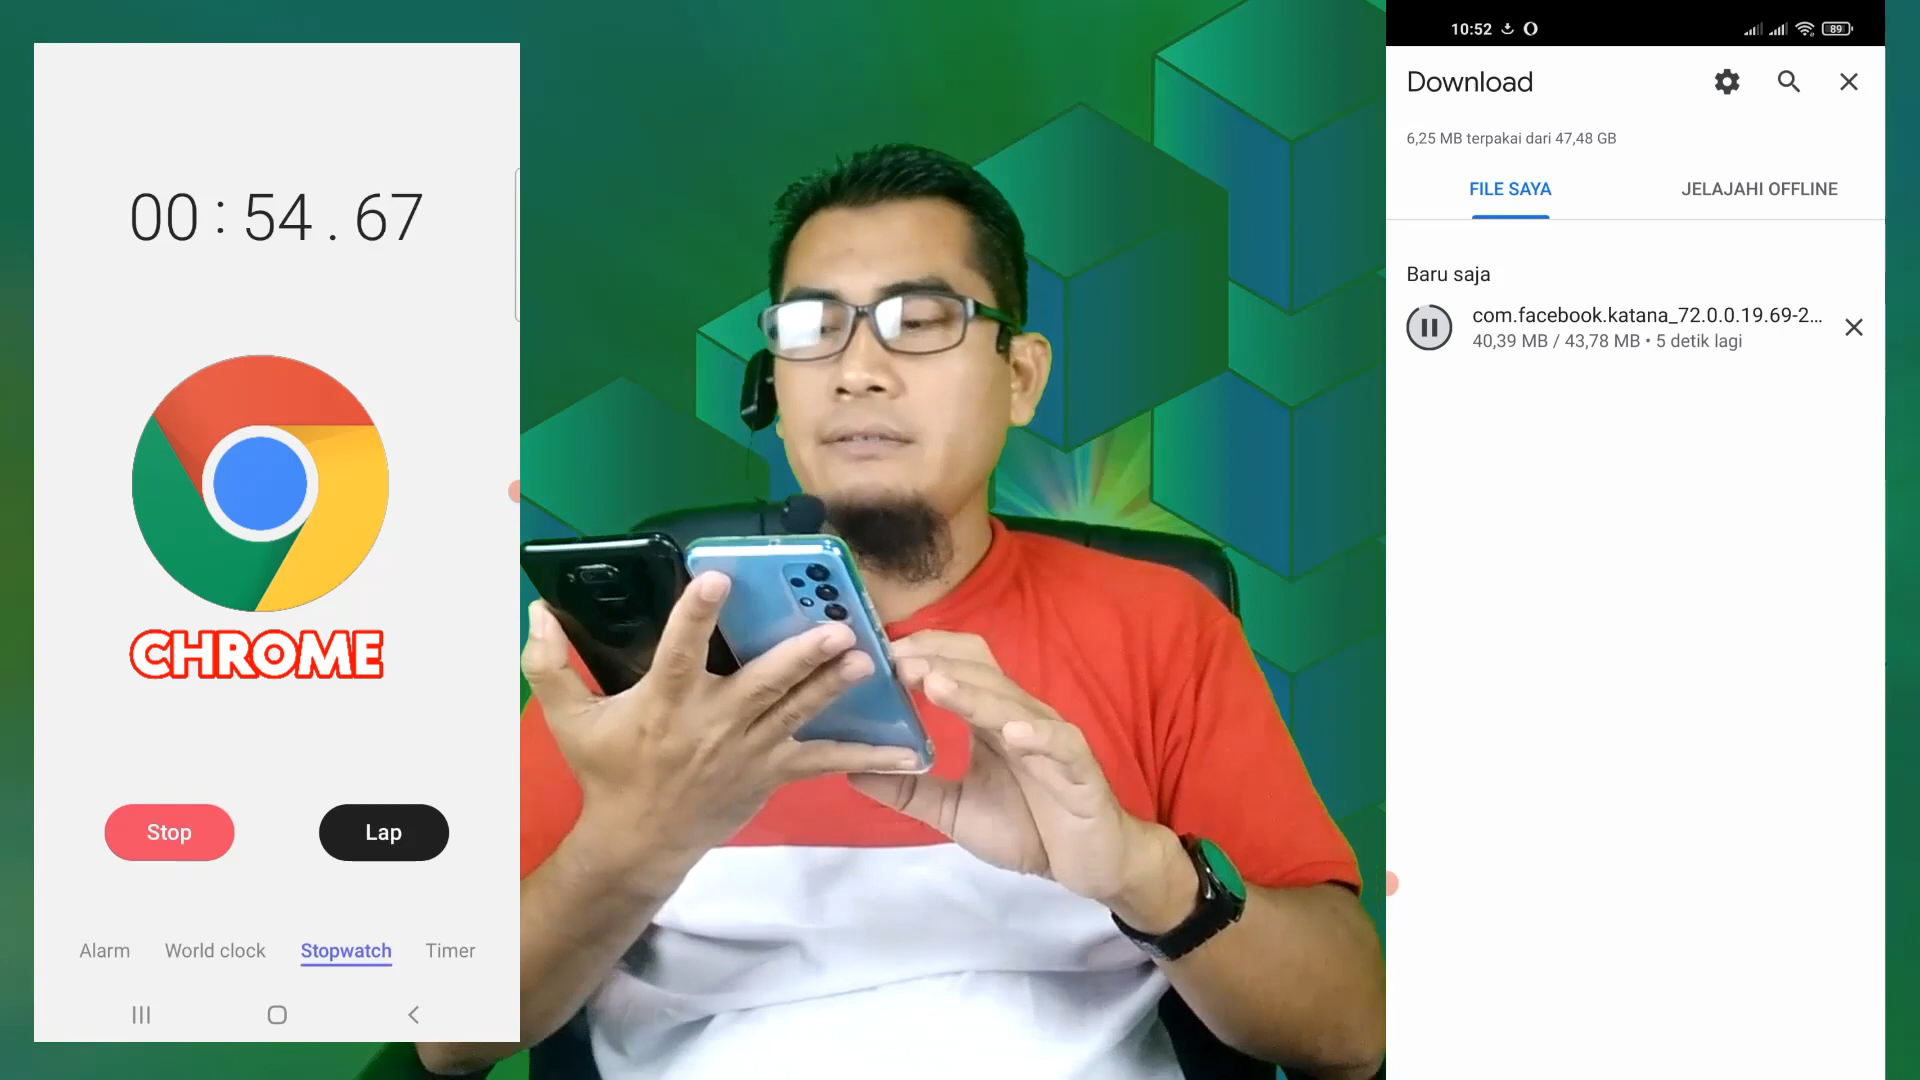 00 : 54 . 67
CHROME
Stop
Lap
Alarm
World clock
Stopwatch
Timer
10:52
89
Download
6,25 MB terpakai dari 47,48 GB
FILE SAYA
JELAJAHI OFFLINE
Baru saja
com.facebook.katana_72.0.0.19.69-2...
40,39 MB / 43,78 MB • 5 detik lagi